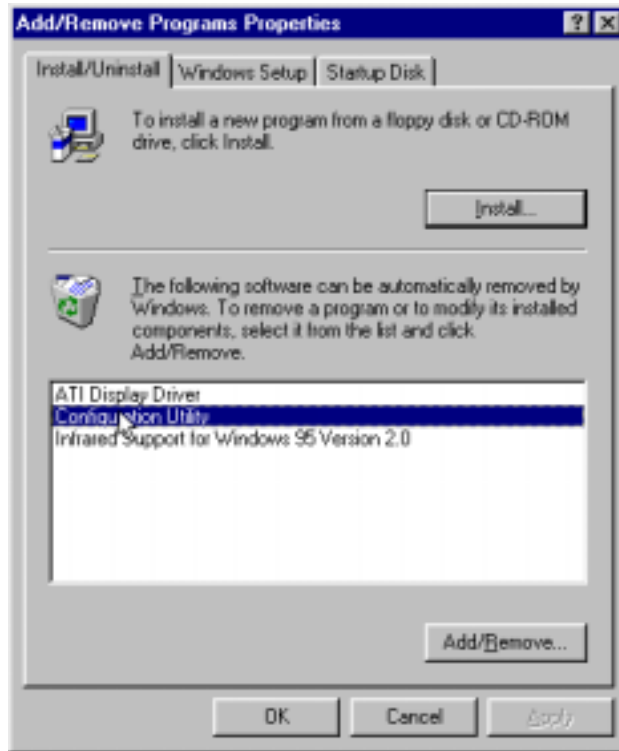 Add/Remove Programs Properties
Install/Uninstall
Windows Setup
Startup Disk
To install a new program from a floppy disk or CD-ROM
drive, click Install.
Install...
The following software can be automatically removed by
Windows. To remove a program or to modify its installed
components, select it from the list and click
Add/Remove.
ATI Display Driver
Configuration Utility
Infrared Support for Windows 95 Version 2.0
Add/Remove...
OK
Cancel
Apply